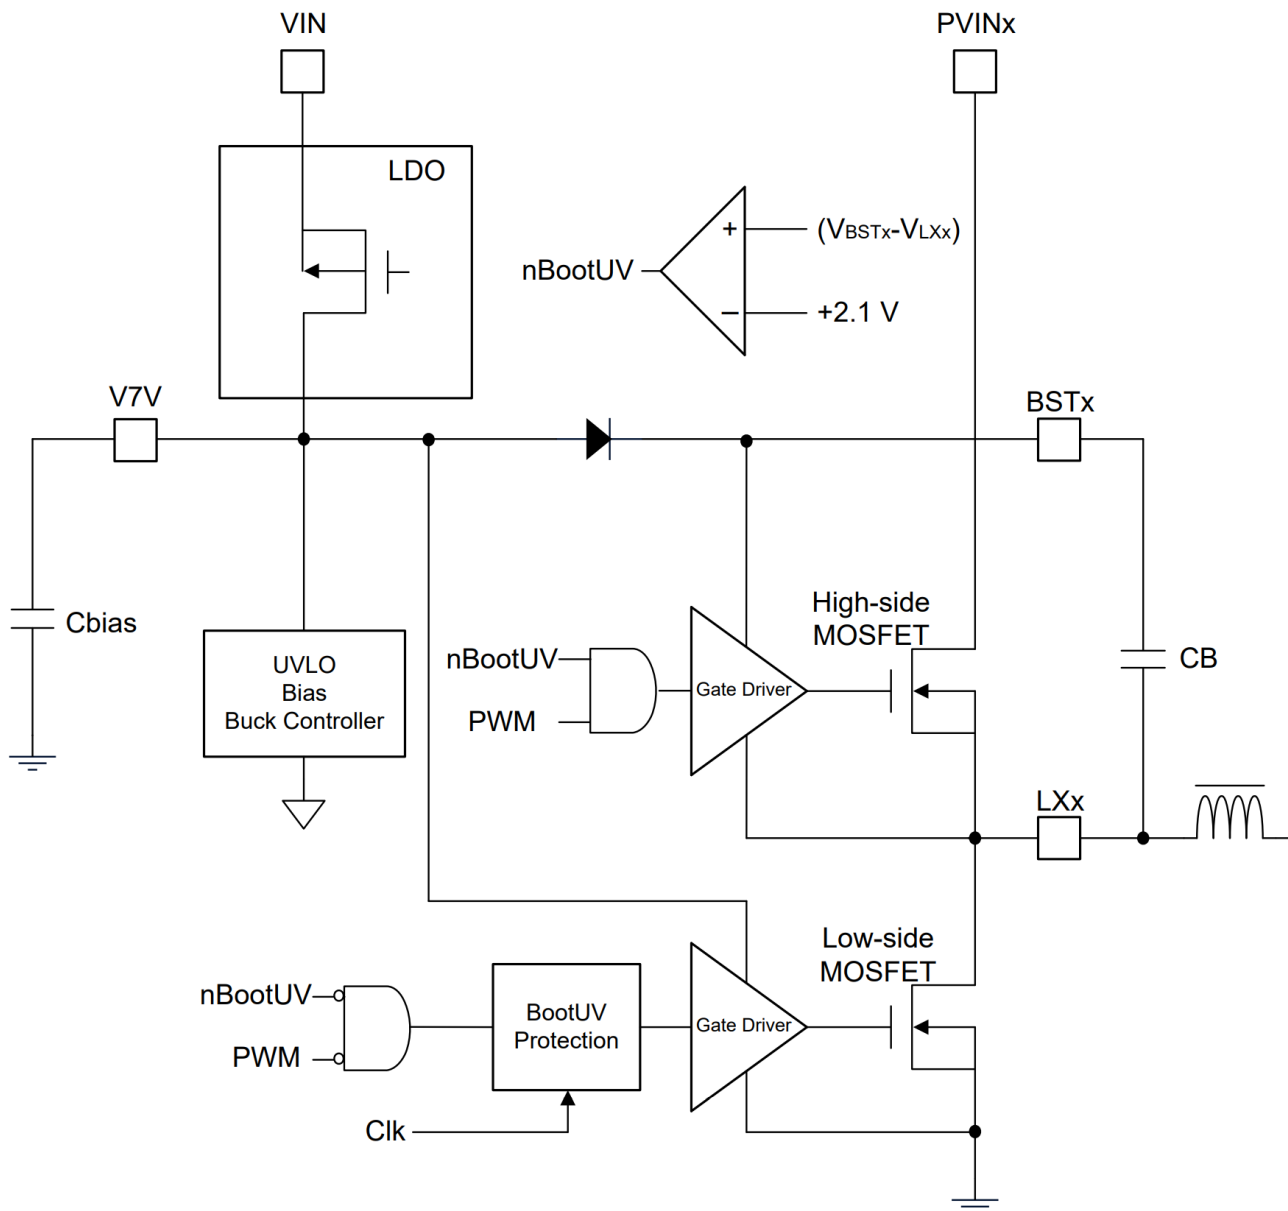 VIN
PVINx
LDO
+
(VBSTx-VLXx)
nBootUV
−
+2.1 V
V7V
BSTx
Cbias
High-side
MOSFET
nBootUV
Gate Driver
PWM
CB
UVLO
Bias
Buck Controller
LXx
Low-side
MOSFET
nBootUV
BootUV
Protection
Gate Driver
PWM
Clk